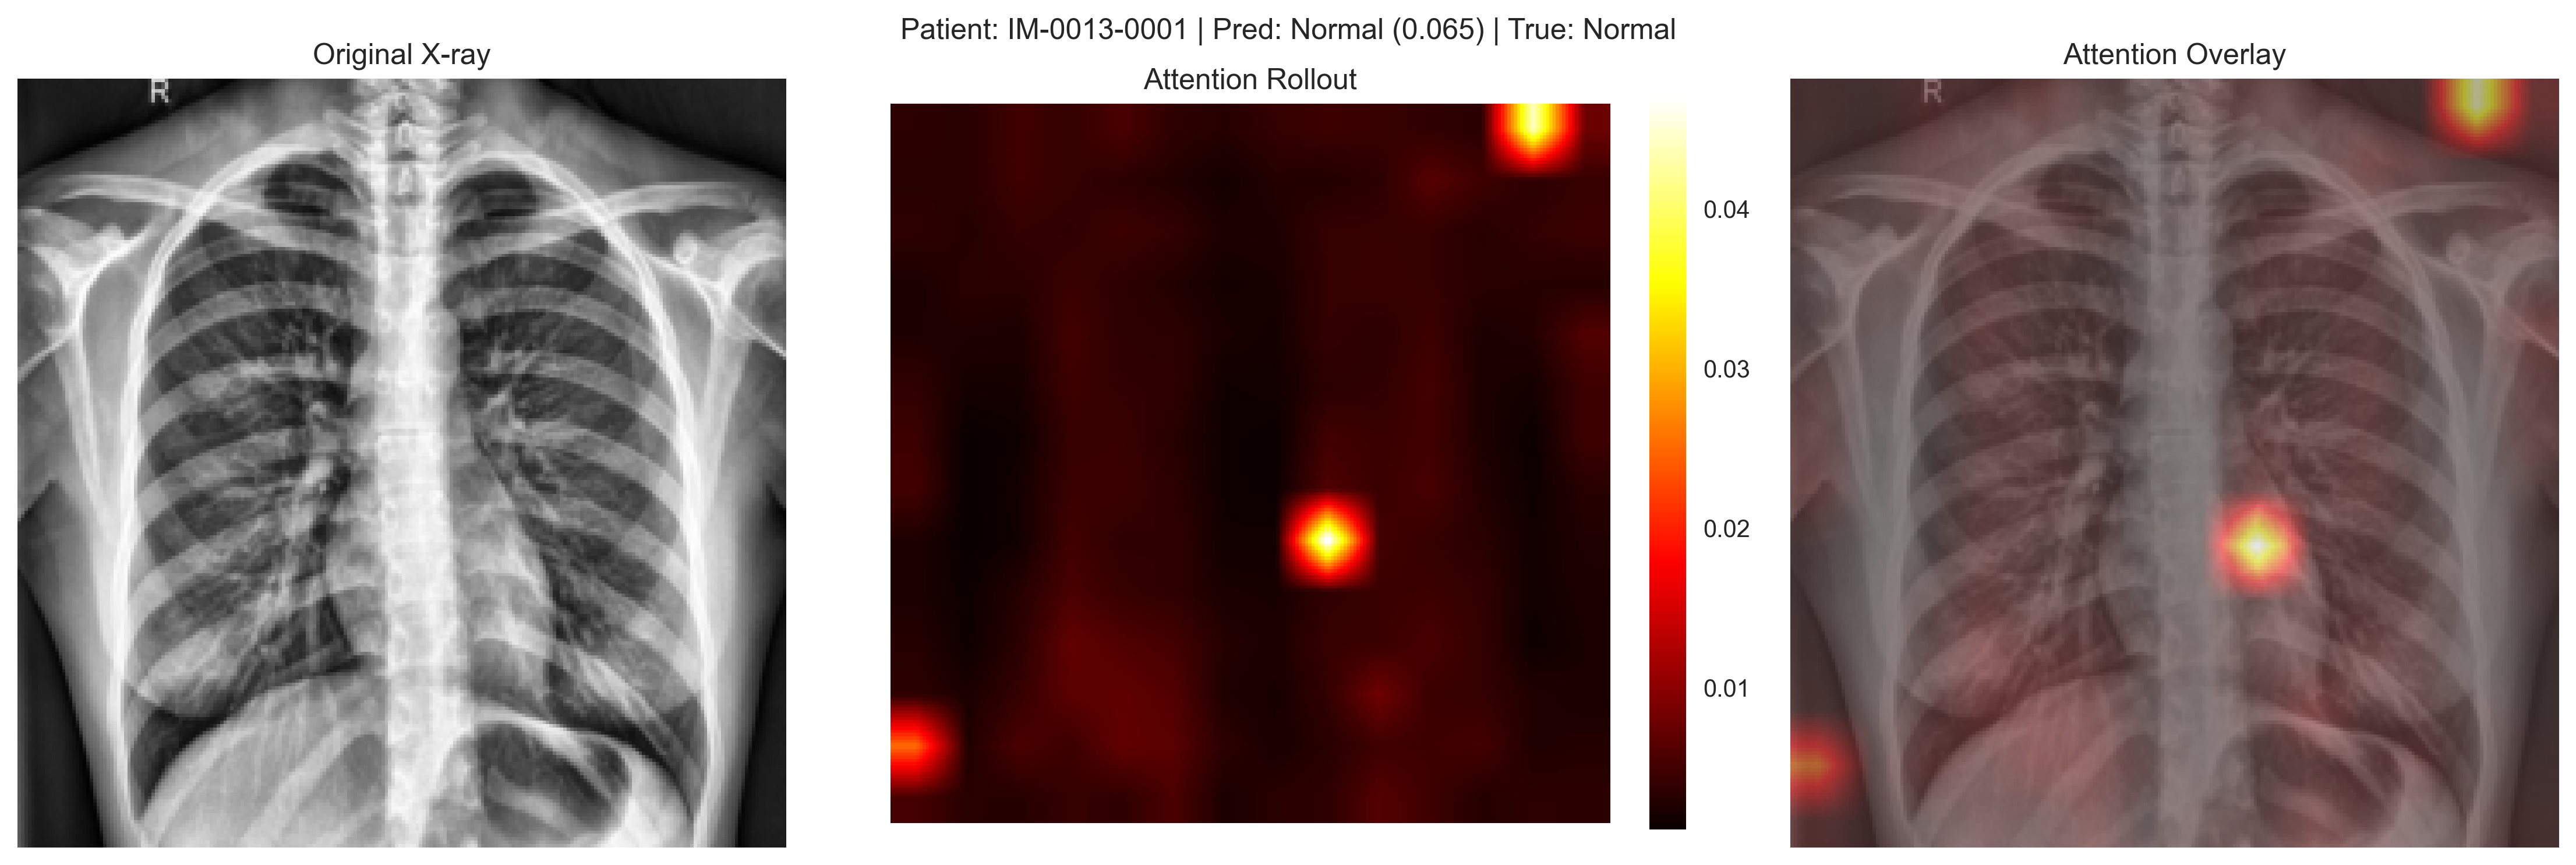 Patient: IM-0013-0001 | Pred: Normal (0.065) | True: Normal
Original X-ray
R
Attention Rollout
0.04
0.03
0.02
0.01
Attention Overlay
R